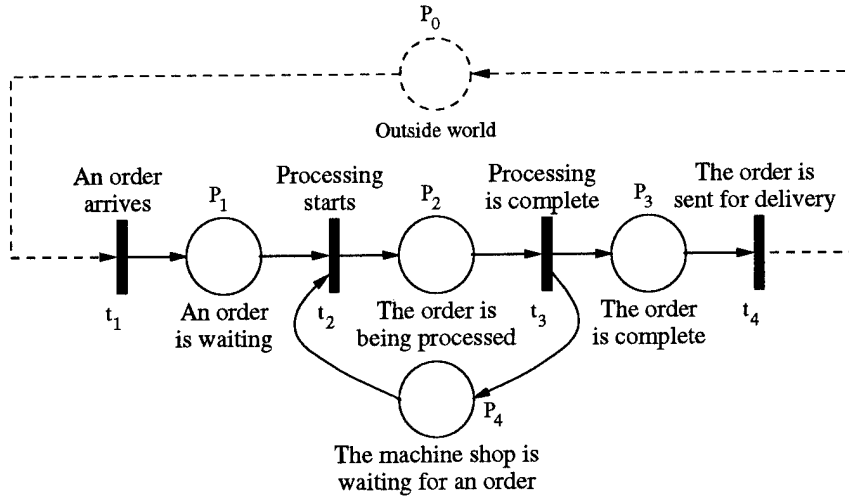 P0
Outside world
An order
arrives
P1
Processing
starts
P2
Processing
is complete
P3
The order is
sent for delivery
t1
An order
is waiting
t2
The order is
being processed
t3
The order
is complete
t4
P4
The machine shop is
waiting for an order